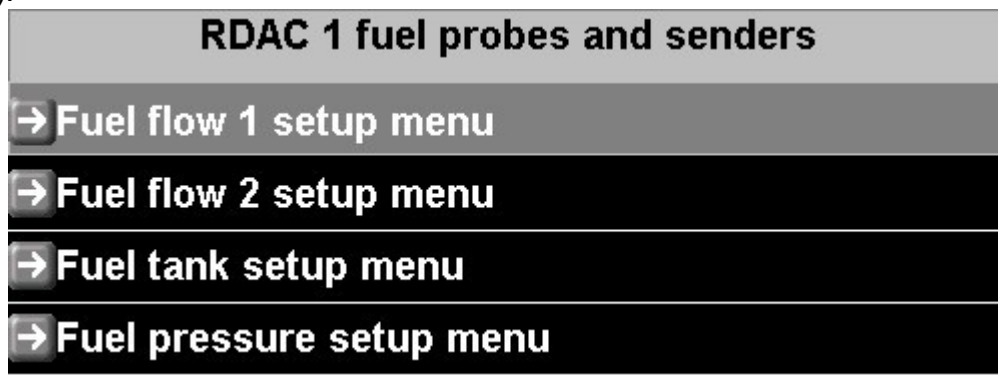 RDAC 1 fuel probes and senders
Fuel flow 1 setup menu
Fuel flow 2 setup menu
Fuel tank setup menu
Fuel pressure setup menu